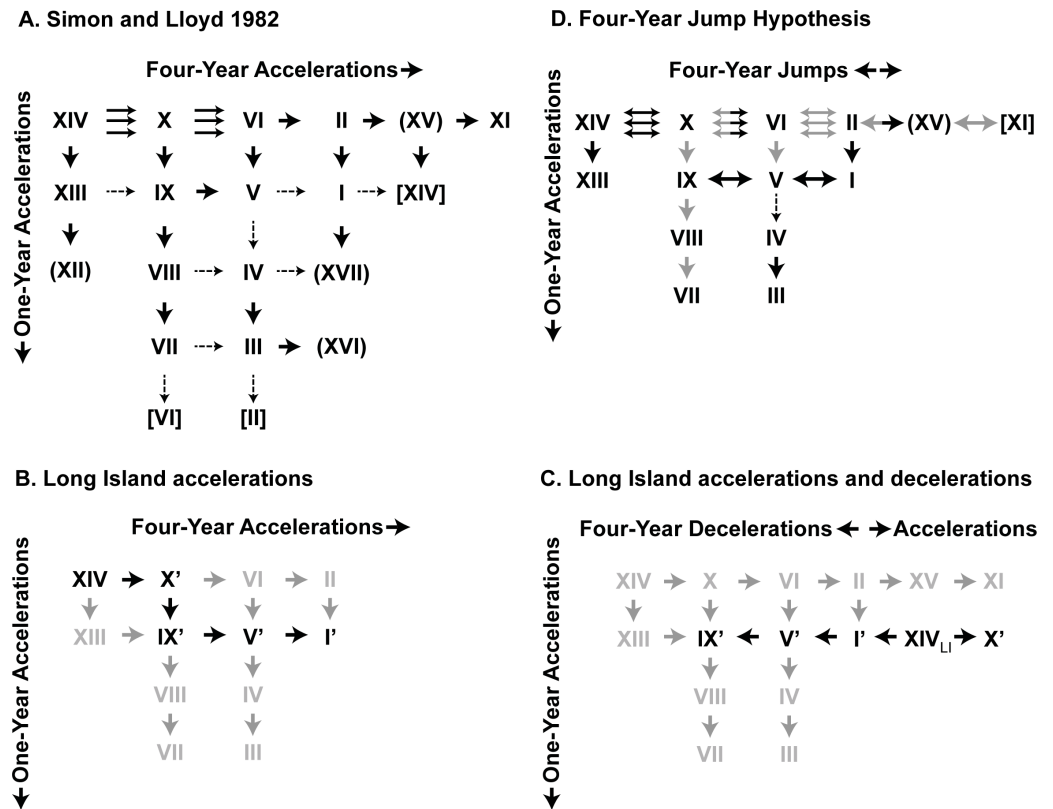 A. Simon and Lloyd 1982
Four-Year Accelerations
One-Year Accelerations
XIV X VI II (XV) XI
XIII IX V I [XIV]
(XII) VIII IV (XVII)
VII III (XVI)
[VI] [II]
D. Four-Year Jump Hypothesis
Four-Year Jumps
One-Year Accelerations
XIV X VI II (XV) [XI]
XIII IX V I
VIII IV
VII III
B. Long Island accelerations
Four-Year Accelerations
One-Year Accelerations
XIV X’ VI II
XIII IX’ V’ I’
VIII IV
VII III
C. Long Island accelerations and decelerations
Four-Year Decelerations Accelerations
One-Year Accelerations
XIV X VI II XV XI
XIII IX’ V’ I’ XIVLI X’
VIII IV
VII III